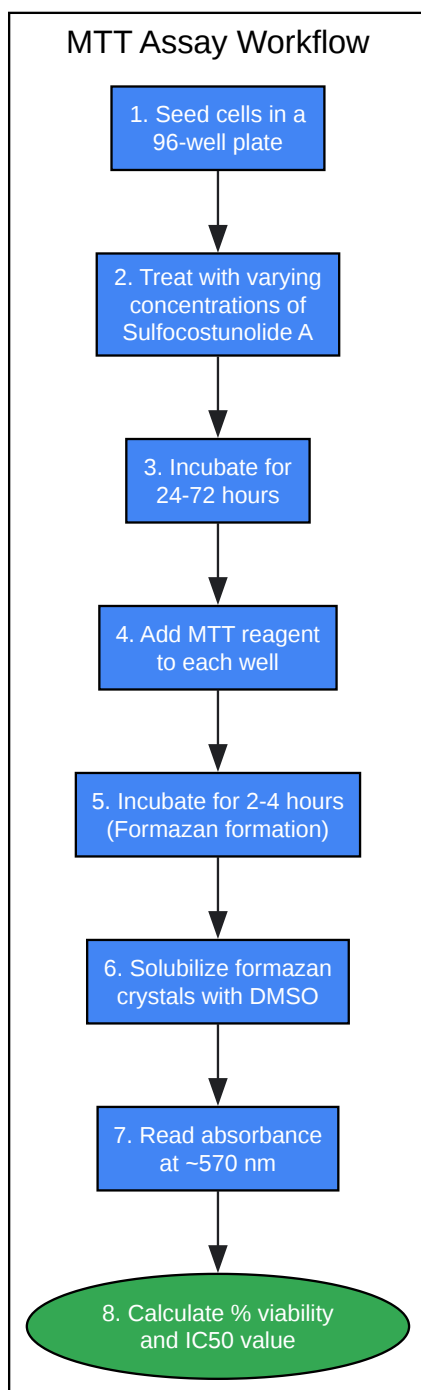 MTT Assay Workflow
1. Seed cells in a
96-well plate
2. Treat with varying
concentrations of
Sulfocostunolide A
3. Incubate for
24-72 hours
4. Add MTT reagent
to each well
5. Incubate for 2-4 hours
(Formazan formation)
6. Solubilize formazan
crystals with DMSO
7. Read absorbance
at ~570 nm
8. Calculate % viability
and IC50 value